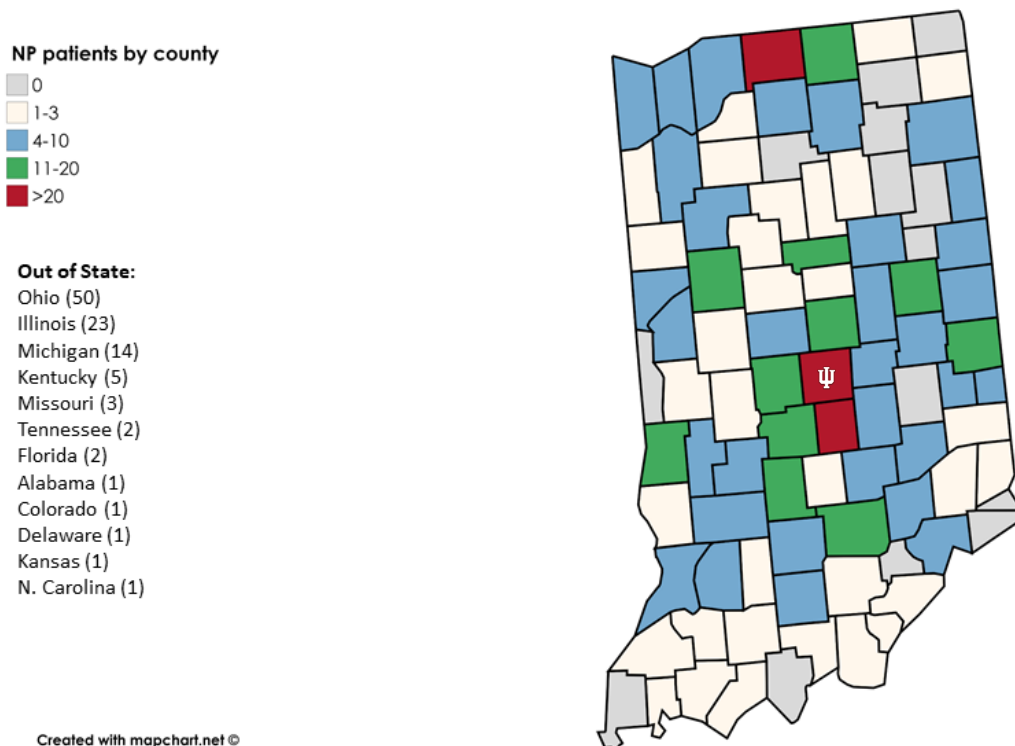 NP patients by county
0
1-3
4-10
11-20
>20
Out of State:
Ohio (50)
Illinois (23)
Michigan (14)
Kentucky (5)
Missouri (3)
Tennessee (2)
Florida (2)
Alabama (1)
Colorado (1)
Delaware (1)
Kansas (1)
N. Carolina (1)
Ψ
Created with mapchart.net ©